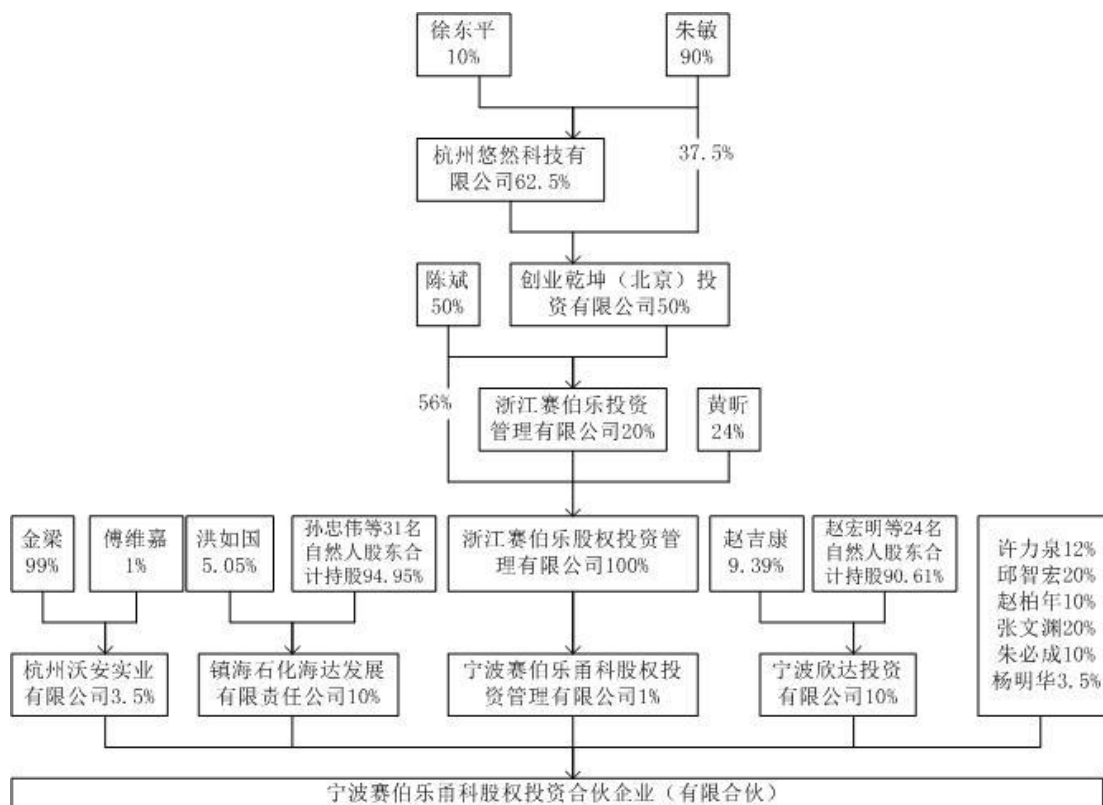 徐东平
10%
朱敏
90%
杭州悠然科技有
限公司62.5%
37.5%
陈斌
50%
创业乾坤（北京）投
资有限公司50%
56%
浙江赛伯乐投资
管理有限公司20%
黄昕
24%
金梁
99%
傅维嘉
1%
洪如国
5.05%
孙忠伟等31名
自然人股东合
计持股94.95%
浙江赛伯乐股权投资管
理有限公司100%
赵吉康
9.39%
赵宏明等24名
自然人股东合
计持股90.61%
许力泉12%
邱智宏20%
赵柏年10%
张文渊20%
朱必成10%
杨明华3.5%
杭州沃安实业
有限公司3.5%
镇海石化海达发展
有限责任公司10%
宁波赛伯乐甬科股权投
资管理有限公司1%
宁波欣达投资
有限公司10%
宁波赛伯乐甬科股权投资合伙企业（有限合伙）